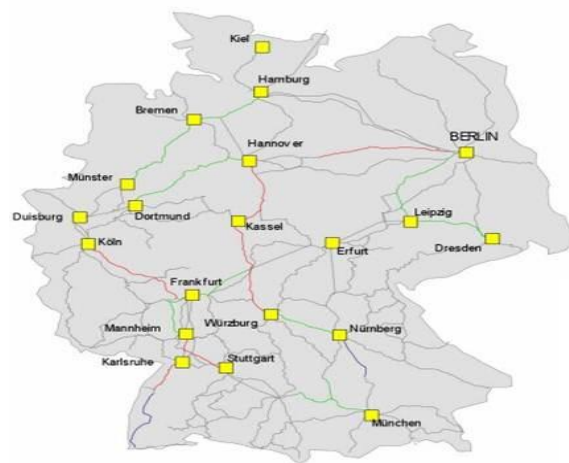 Kiel
Hamburg
Bremen
Hannover
BERLIN
Münster
Duisburg
Dortmund
Kassel
Leipzig
Köln
Erfurt
Dresden
Frankfurt
Mannheim
Würzburg
Nürnberg
Karlsruhe
Stuttgart
München